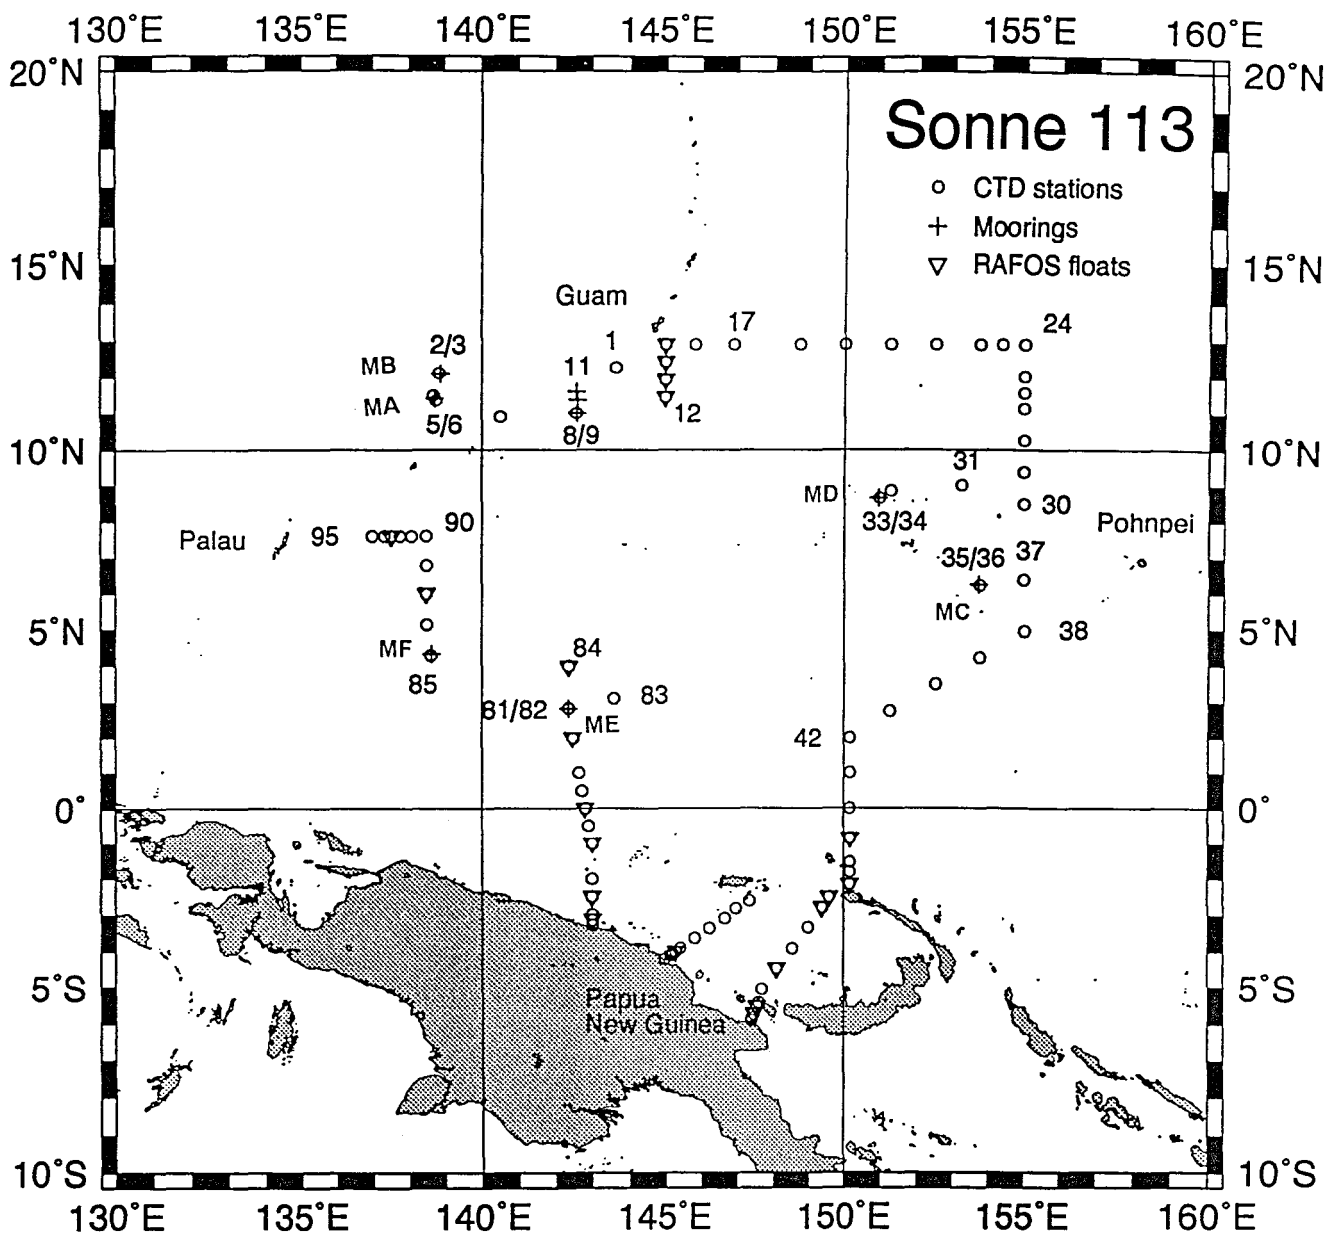 130°E 135°E 140°E 145°E 150°E 155°E 160°E
20°N 20°N
Sonne 113
CTD stations
Moorings
RAFOS floats
15°N 15°N
Guam
1 17 24
2/3
MB 11
MA
5/6 8/9 12
10°N 10°N
31
MD 30
33/34
Pohnpei
Palau 95 90
35/36 37
MC
5°N 38 5°N
MF 84
85 83
81/82 ME 42
0° 0°
5°S 5°S
Papua
New Guinea
10°S 10°S
130°E 135°E 140°E 145°E 150°E 155°E 160°E